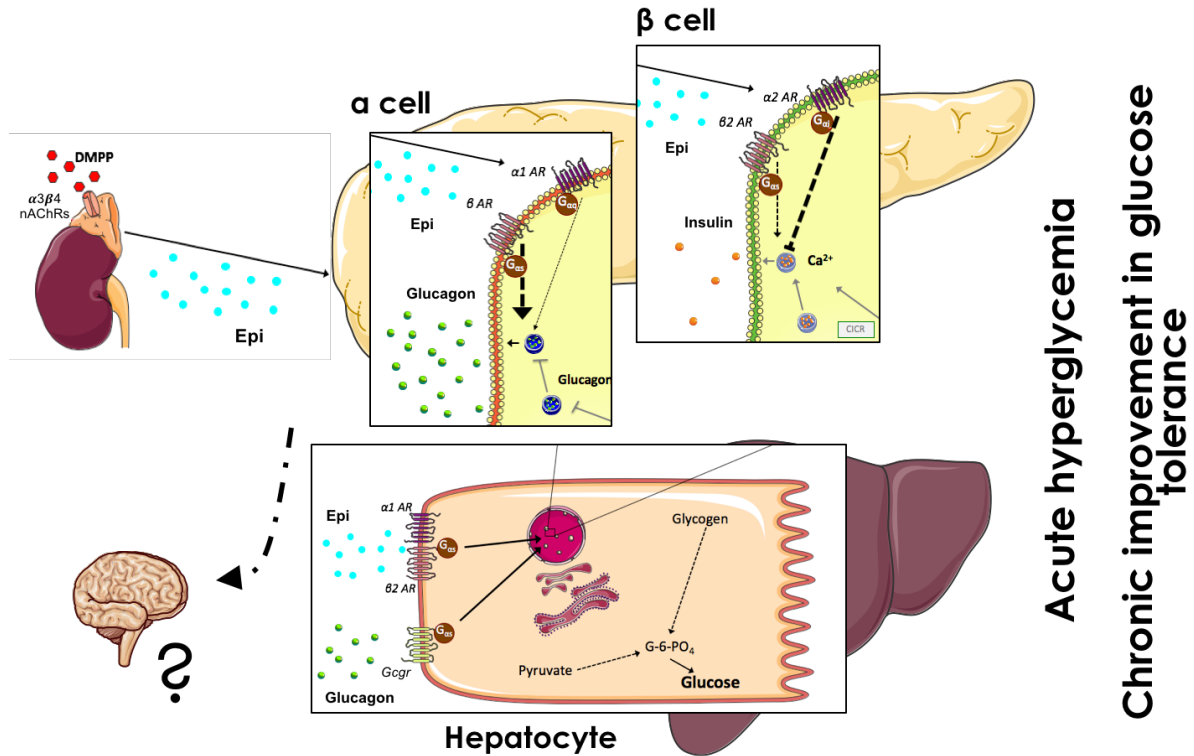 β cell
α cell
DMPP
α3β4
nAChRs
Epi
α1 AR
β AR
Epi
Gαq
Gαs
Glucagon
Glucagon
α2 AR
β2 AR
Epi
Gαi
Gαs
Insulin
Ca²⁺
CICR
Epi
α1 AR
Gαs
β2 AR
Gαs
Gcgr
Glucagon
Glycogen
G-6-PO₄
Pyruvate
Glucose
Hepatocyte
?
Acute hyperglycemia
Chronic improvement in glucose
tolerance